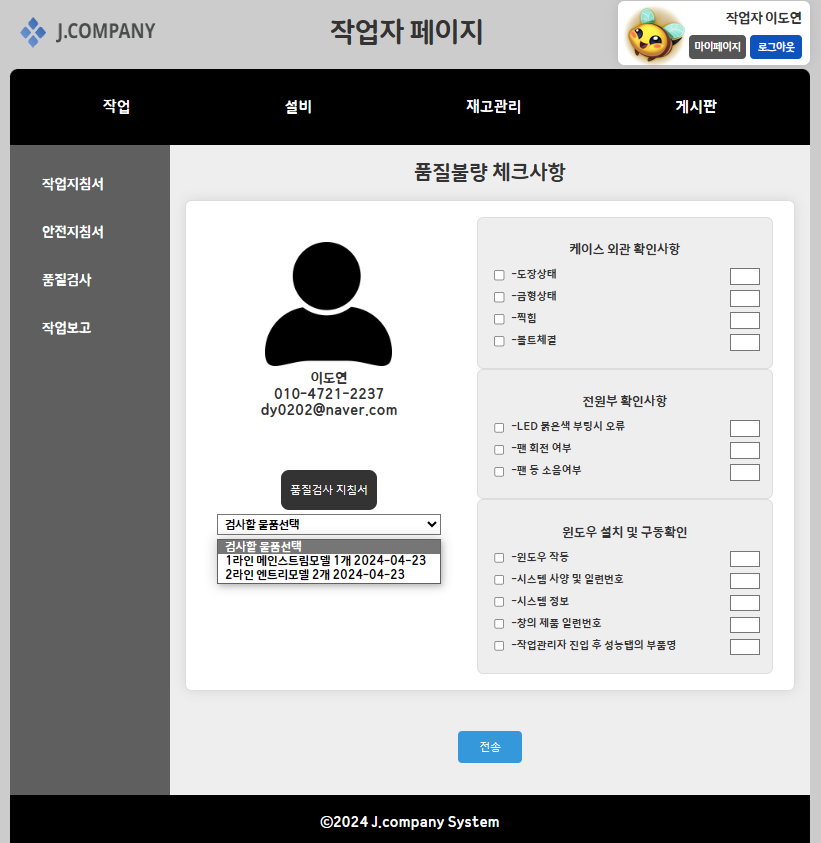 J.COMPANY
작업자 페이지
작업자 이도연
마이페이지
로그아웃
작업
설비
재고관리
게시판
작업지침서
안전지침서
품질검사
작업보고
품질불량 체크사항
이도연
010-4721-2237
dy0202@naver.com
품질검사 지침서
검사할 물품선택
검사할 물품선택
1라인 메인스트림모델 1개 2024-04-23
2라인 엔트리모델 2개 2024-04-23
케이스 외관 확인사항
-도장상태
-금형상태
-찍힘
-볼트체결
전원부 확인사항
-LED 붉은색 부팅시 오류
-팬 회전 여부
-팬 등 소음여부
윈도우 설치 및 구동확인
-윈도우 작동
-시스템 사양 및 일련번호
-시스템 정보
-창의 제품 일련번호
-작업관리자 진입 후 성능탭의 부품명
전송
©2024 J.company System